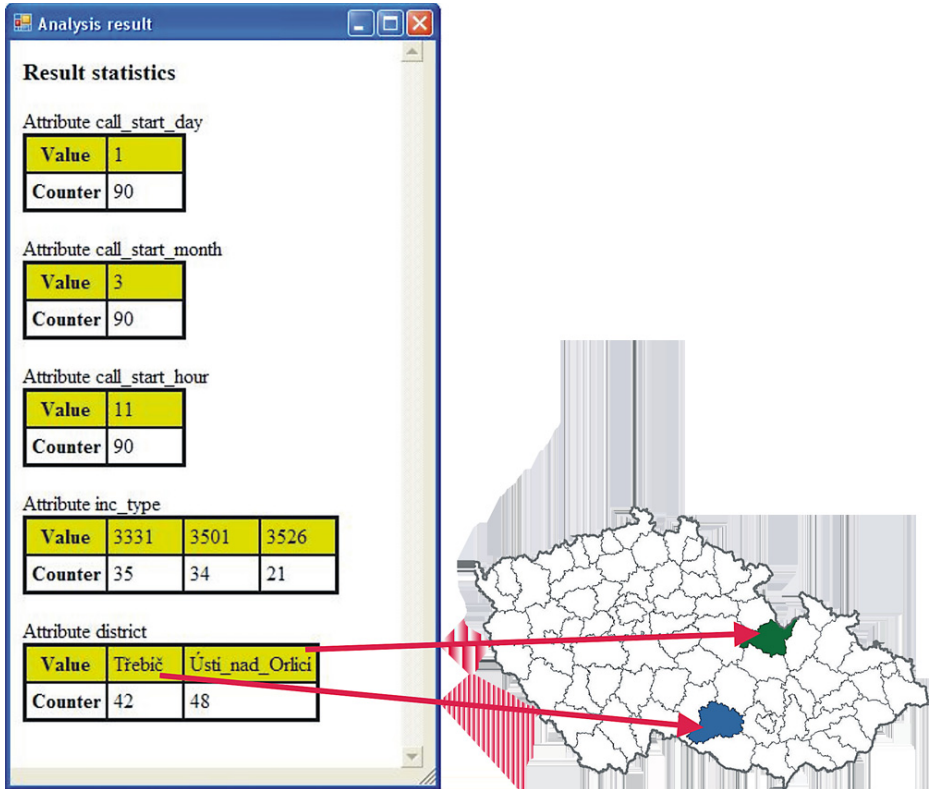 Analysis result
Result statistics
Attribute call_start_day
Value 1
Counter 90
Attribute call_start_month
Value 3
Counter 90
Attribute call_start_hour
Value 11
Counter 90
Attribute inc_type
Value 3331 3501 3526
Counter 35 34 21
Attribute district
Value Třebíč Ústí_nad_Orlicí
Counter 42 48